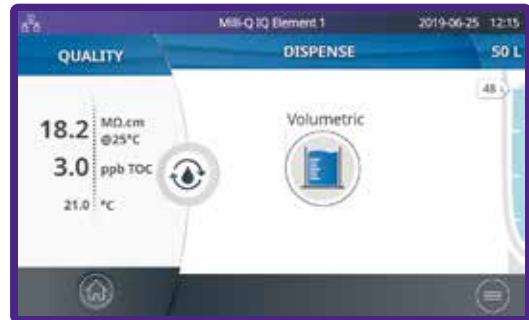 Milli-Q IQ Element 1 2019-06-25 12:15
QUALITY DISPENSE 50 L
48
18.2 MΩ.cm @25°C
3.0 ppb TOC
21.0 °C
Volumetric